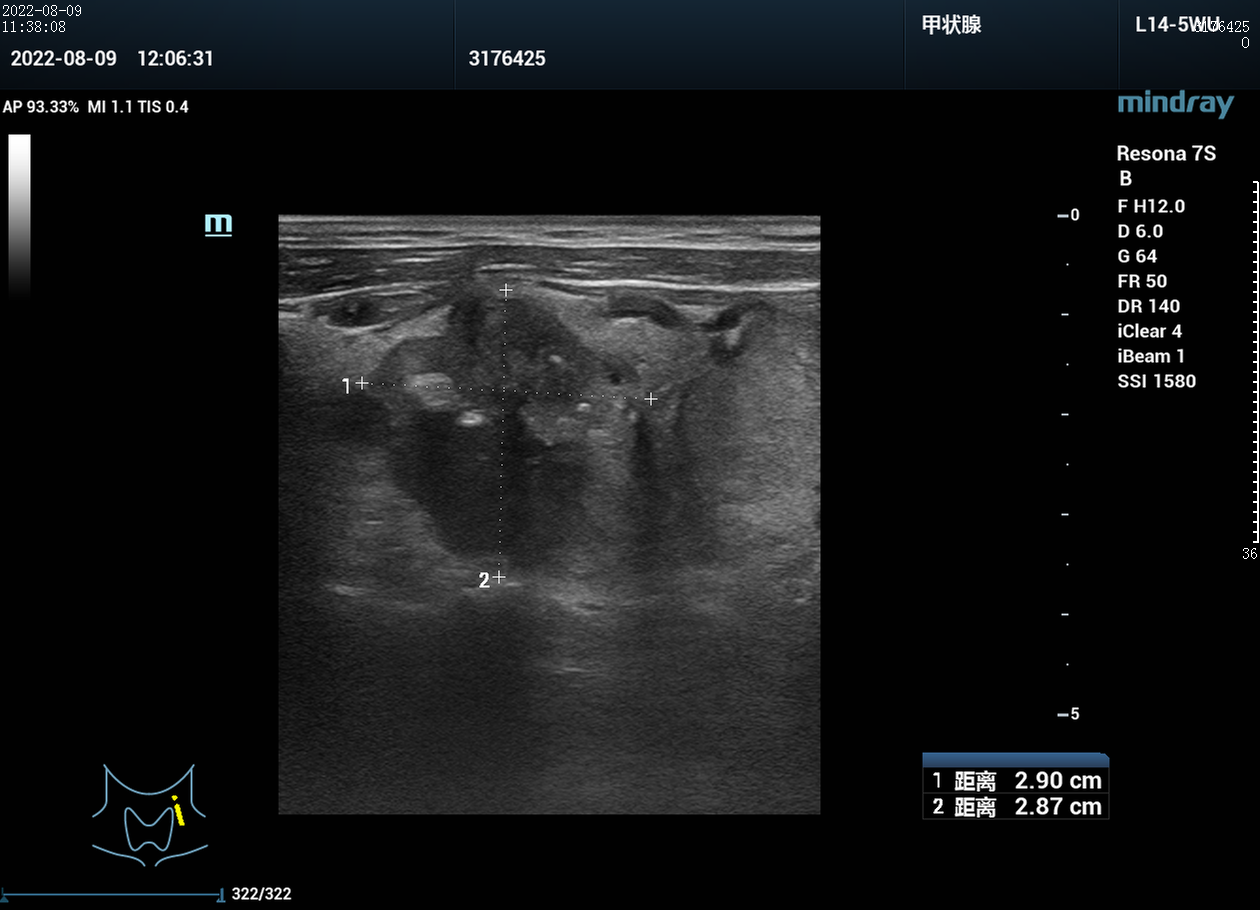 2022-08-09
11:38:08
2022-08-09 12:06:31
3176425
甲状腺
L14-5WU
3176425
0
AP 93.33% MI 1.1 TIS 0.4
mindray
m
Resona 7S
B
F H12.0
D 6.0
G 64
FR 50
DR 140
iClear 4
iBeam 1
SSI 1580
0
1
2
36
5
1 距离 2.90 cm
2 距离 2.87 cm
322/322